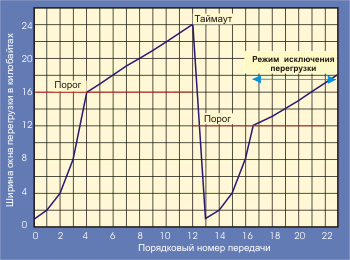 Таймаут
24
Режим исключения
перегрузки
20
Порог
16
Порог
12
8
4
0
0 2 4 6 8 10 12 14 16 18 20 22
Порядковый номер передачи
Ширина окна перегрузки в килобайтах